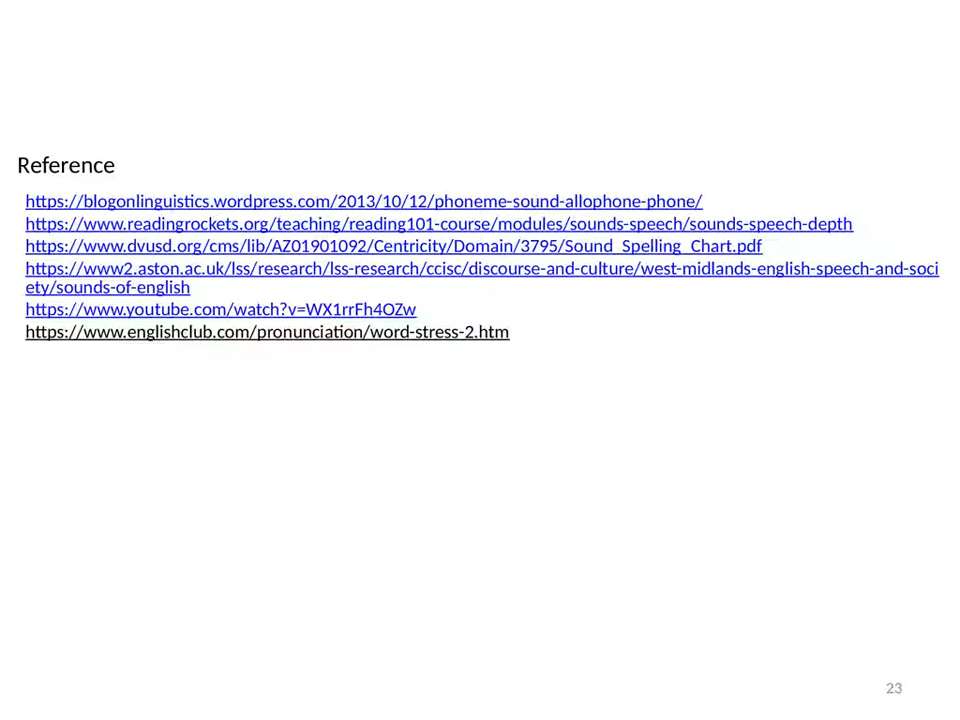 Reference
https://blogonlinguistics.wordpress.com/2013/10/12/phoneme-sound-allophone-phone/
https://www.readingrockets.org/teaching/reading101-course/modules/sounds-speech/sounds-speech-depth
https://www.dvusd.org/cms/lib/AZ01901092/Centricity/Domain/3795/Sound_Spelling_Chart.pdf
https://www2.aston.ac.uk/lss/research/lss-research/ccisc/discourse-and-culture/west-midlands-english-speech-and-soci
ety/sounds-of-english
https://www.youtube.com/watch?v=WX1rrFh4OZw
https://www.englishclub.com/pronunciation/word-stress-2.htm
23